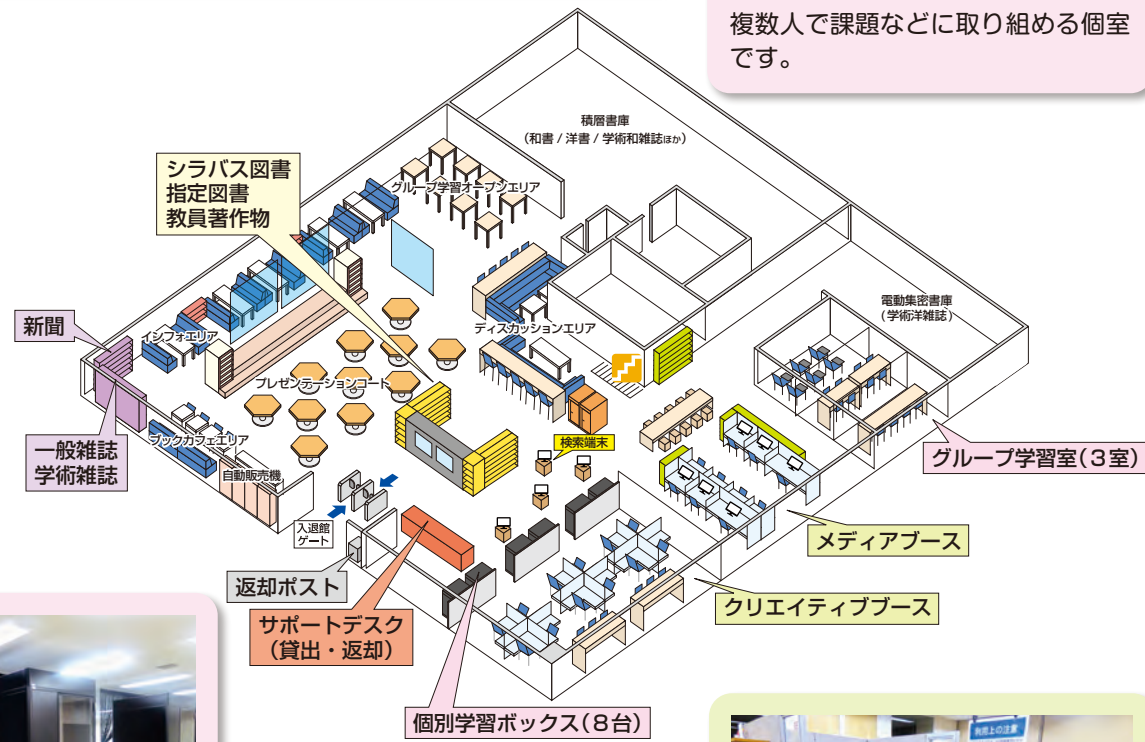 複数人で課題などに取り組める個室
です。
積層書庫
（和書 / 洋書 / 学術和雑誌ほか）
シラバス図書
指定図書
教員著作物
グループ学習オープンエリア
電動集密書庫
（学術洋雑誌）
新聞
インフォエリア
ディスカッションエリア
プレゼンテーションコート
一般雑誌
学術雑誌
ブックカフェエリア
自動販売機
検索端末
グループ学習室（３室）
入退館
ゲート
メディアブース
返却ポスト
クリエイティブブース
サポートデスク
（貸出・返却）
個別学習ボックス（８台）
利用上の注意